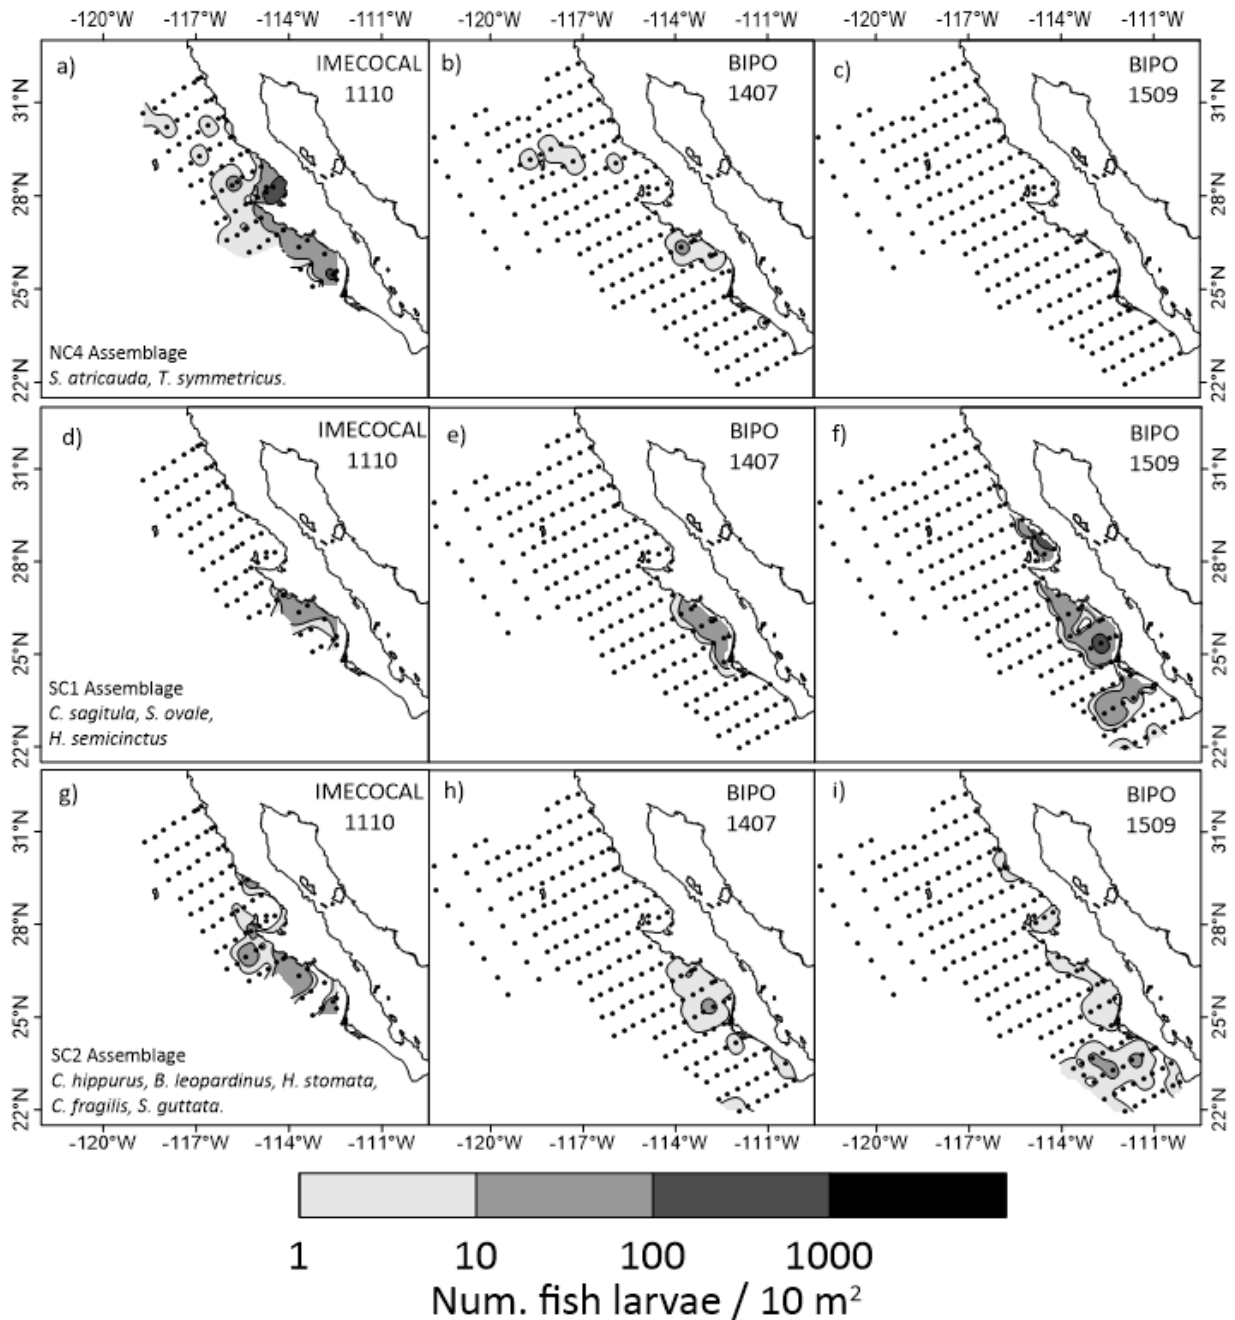 -120°W -117°W -114°W -111°W -120°W -117°W -114°W -111°W -120°W -117°W -114°W -111°W
a) IMECOCAL 1110
b) BIPO 1407
c) BIPO 1509
31°N 31°N
28°N 28°N
25°N 25°N
22°N 22°N
NC4 Assemblage
S. atricauda, T. symmetricus.
d) IMECOCAL 1110
e) BIPO 1407
f) BIPO 1509
31°N 31°N
28°N 28°N
25°N 25°N
22°N 22°N
SC1 Assemblage
C. sagitula, S. ovale,
H. semicinctus
g) IMECOCAL 1110
h) BIPO 1407
i) BIPO 1509
31°N 31°N
28°N 28°N
25°N 25°N
22°N 22°N
SC2 Assemblage
C. hippurus, B. leopardinus, H. stomata,
C. fragilis, S. guttata.
-120°W -117°W -114°W -111°W -120°W -117°W -114°W -111°W -120°W -117°W -114°W -111°W
1 10 100 1000
Num. fish larvae / 10 m²